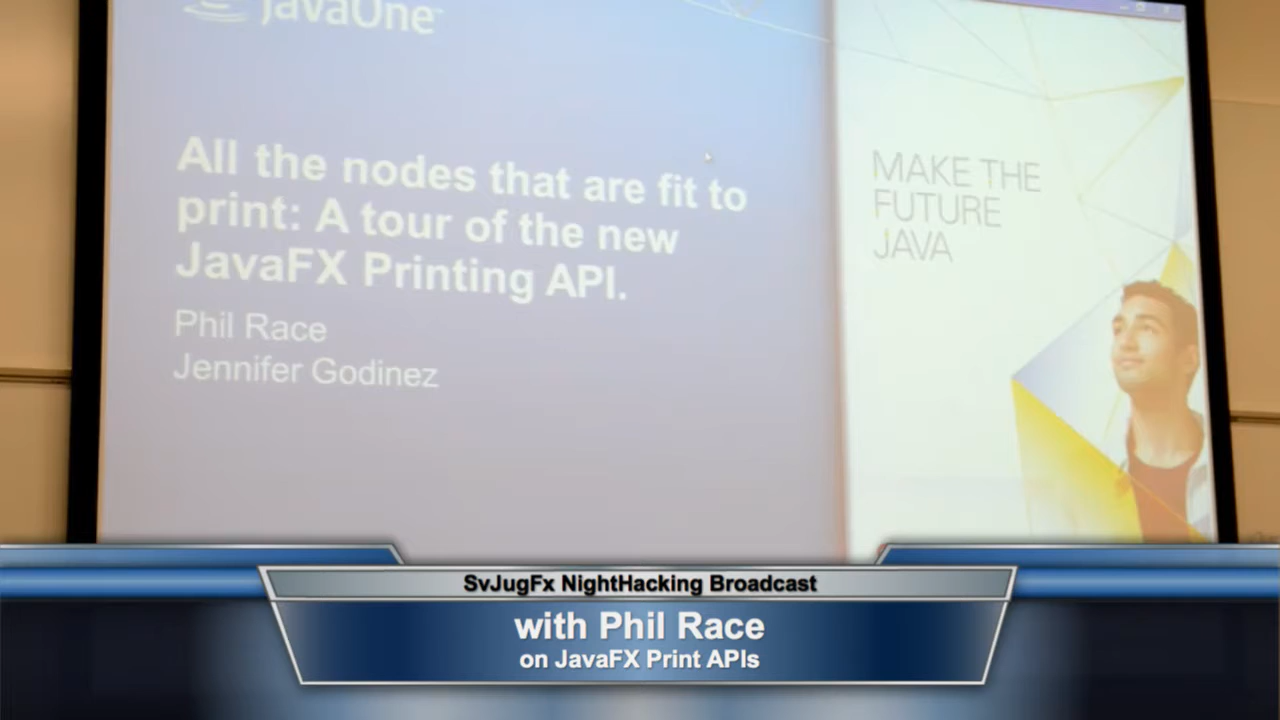 JavaOne
All the nodes that are fit to
print: A tour of the new
JavaFX Printing API.
Phil Race
Jennifer Godinez
MAKE THE
FUTURE
JAVA
SvJugFx NightHacking Broadcast
with Phil Race
on JavaFX Print APIs